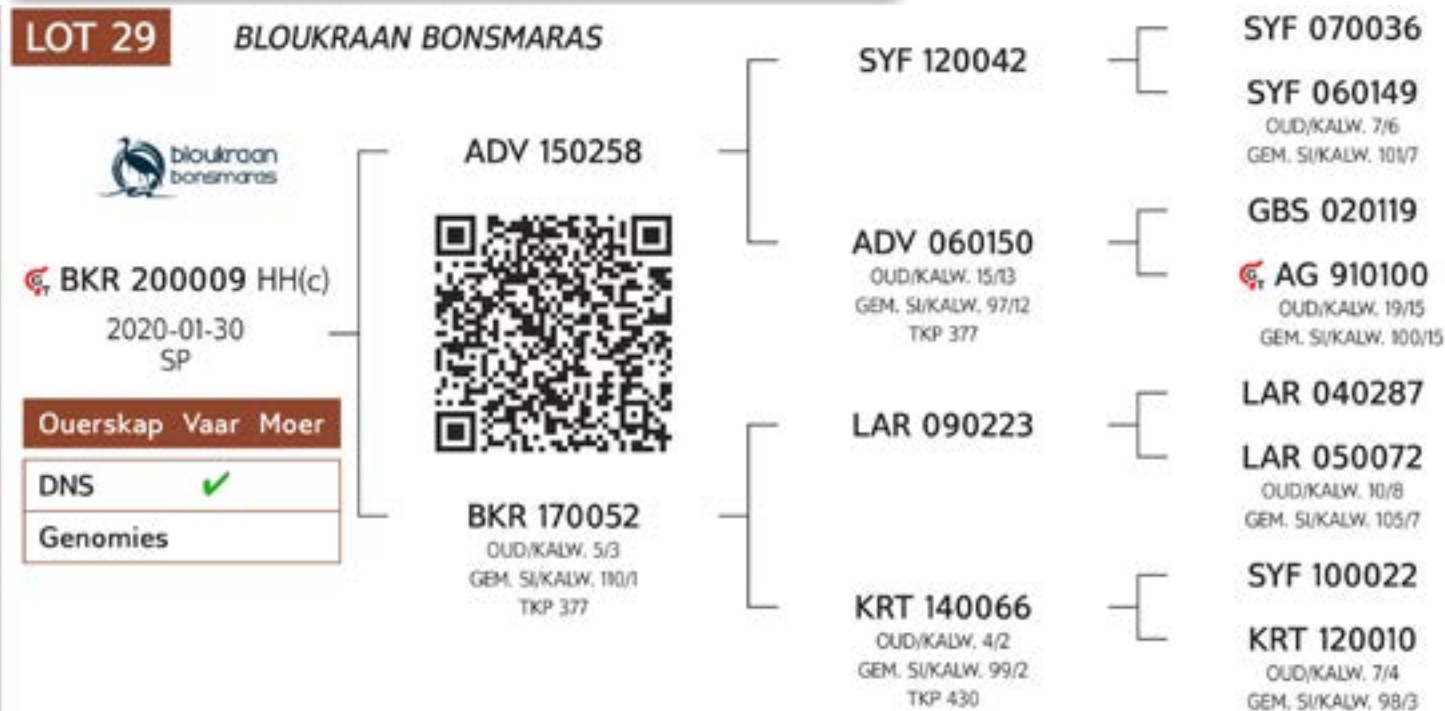 LOT 29
BLOUKRAAN BONSMARAS
bloukraan
bonsmaras
BKR 200009 HH(c)
2020-01-30
SP
Ouerskap Vaar Moer
DNS ✔
Genomies
ADV 150258
BKR 170052
OUD/KALW. 5/3
GEM. SI/KALW. 110/1
TKP 377
SYF 120042
ADV 060150
OUD/KALW. 15/13
GEM. SI/KALW. 97/12
TKP 377
LAR 090223
KRT 140066
OUD/KALW. 4/2
GEM. SI/KALW. 99/2
TKP 430
SYF 070036
SYF 060149
OUD/KALW. 7/6
GEM. SI/KALW. 101/7
GBS 020119
AG 910100
OUD/KALW. 19/15
GEM. SI/KALW. 100/15
LAR 040287
LAR 050072
OUD/KALW. 10/8
GEM. SI/KALW. 105/7
SYF 100022
KRT 120010
OUD/KALW. 7/4
GEM. SI/KALW. 98/3